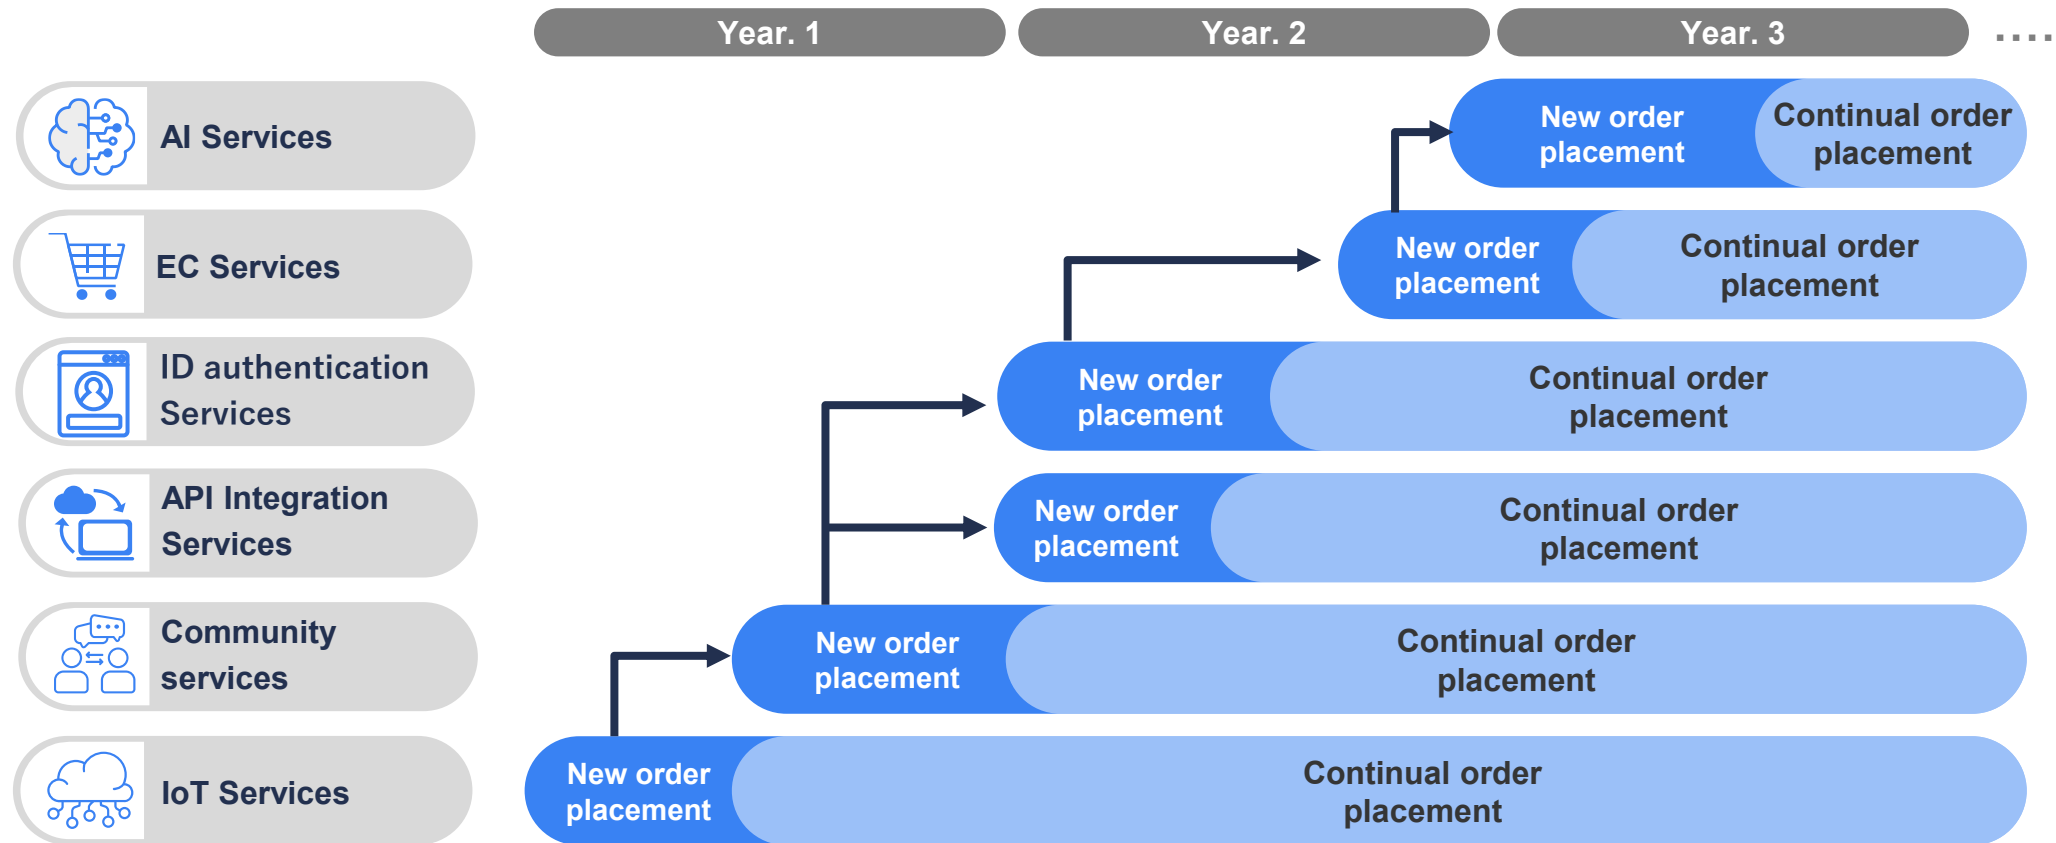 Year. 1
Year. 2
Year. 3
....
AI Services
New order
placement
Continual order
placement
EC Services
New order
placement
Continual order
placement
ID authentication
Services
New order
placement
Continual order
placement
API Integration
Services
New order
placement
Continual order
placement
Community
services
New order
placement
Continual order
placement
IoT Services
New order
placement
Continual order
placement